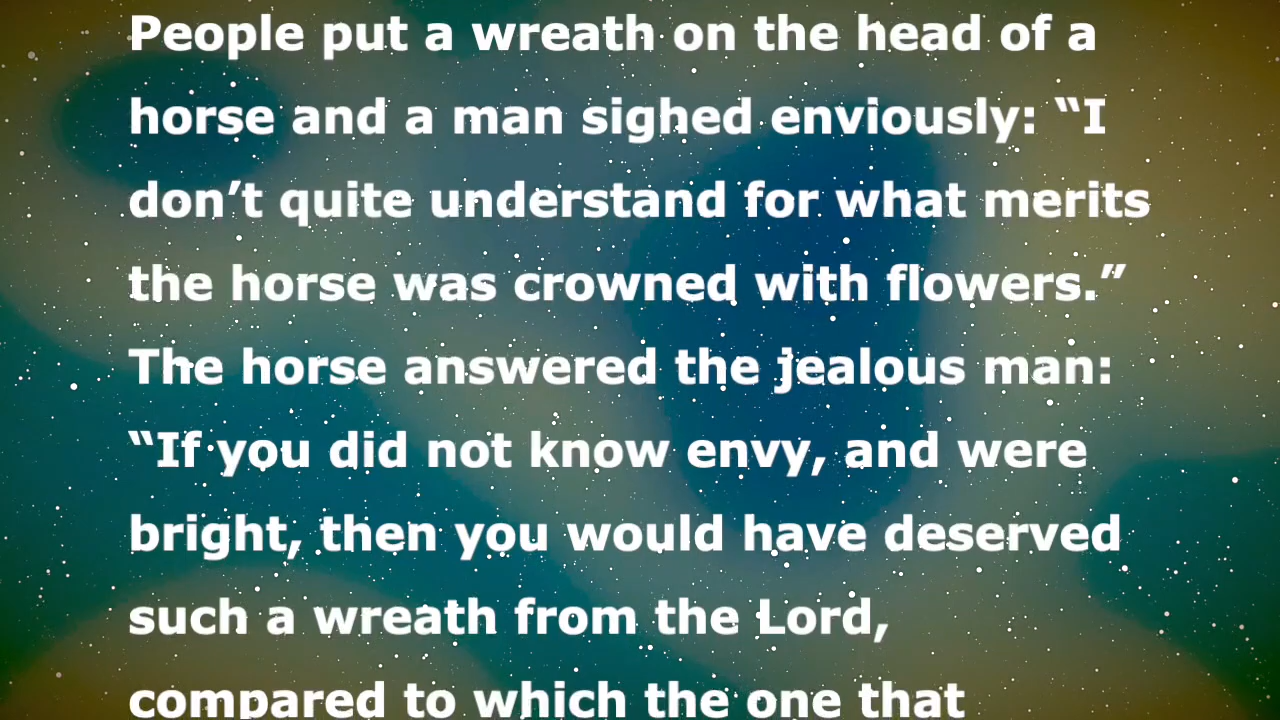 People put a wreath on the head of a
horse and a man sighed enviously: “I
don’t quite understand for what merits
the horse was crowned with flowers.”
The horse answered the jealous man:
“If you did not know envy, and were
bright, then you would have deserved
such a wreath from the Lord,
compared to which the one that